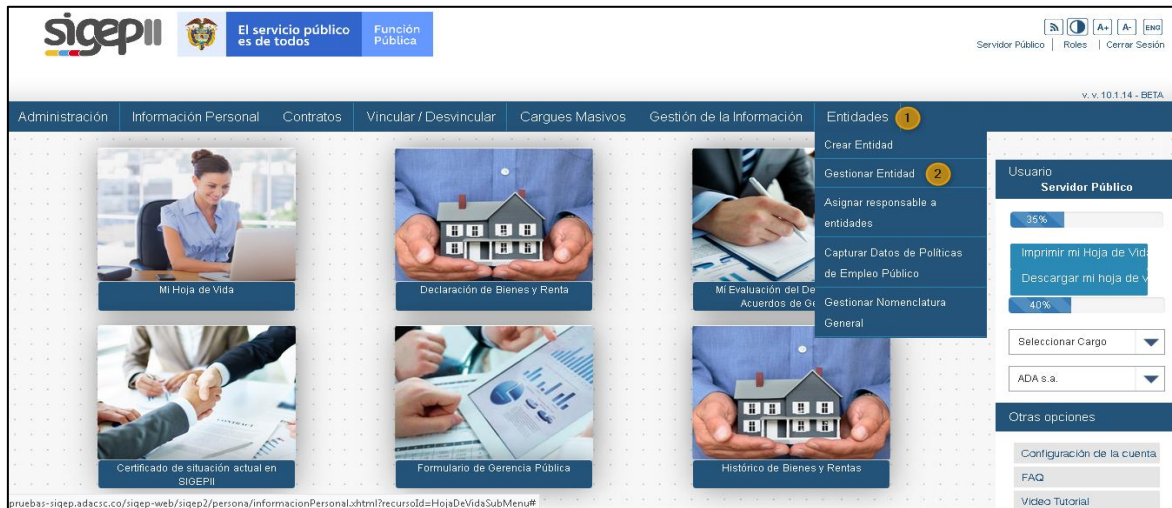 sigepII
El servicio público
es de todos
Función
Pública
A+ A- ENG
Servidor Público | Roles | Cerrar Sesión
v. v. 10.1.14 - BETA
Administración Información Personal Contratos Vincular / Desvincular Cargues Masivos Gestión de la Información Entidades 1
Crear Entidad
Gestionar Entidad 2
Asignar responsable a
entidades
Capturar Datos de Políticas
de Empleo Público
Gestionar Nomenclatura
General
Mi Hoja de Vida
Declaración de Bienes y Renta
Mí Evaluación del De
Acuerdos de Ge
CONTRACT
Certificado de situación actual en
SIGEPII
Formulario de Gerencia Pública
Histórico de Bienes y Rentas
Usuario
Servidor Público
35%
Imprimir mi Hoja de Vid
Descargar mi hoja de v
40%
Seleccionar Cargo
ADA s.a.
Otras opciones
Configuración de la cuenta
FAQ
Video Tutorial
pruebas-sigep.adacsc.co/sigep-web/sigep2/persona/informacionPersonal.xhtml?recursoId=HojaDeVidaSubMenu#